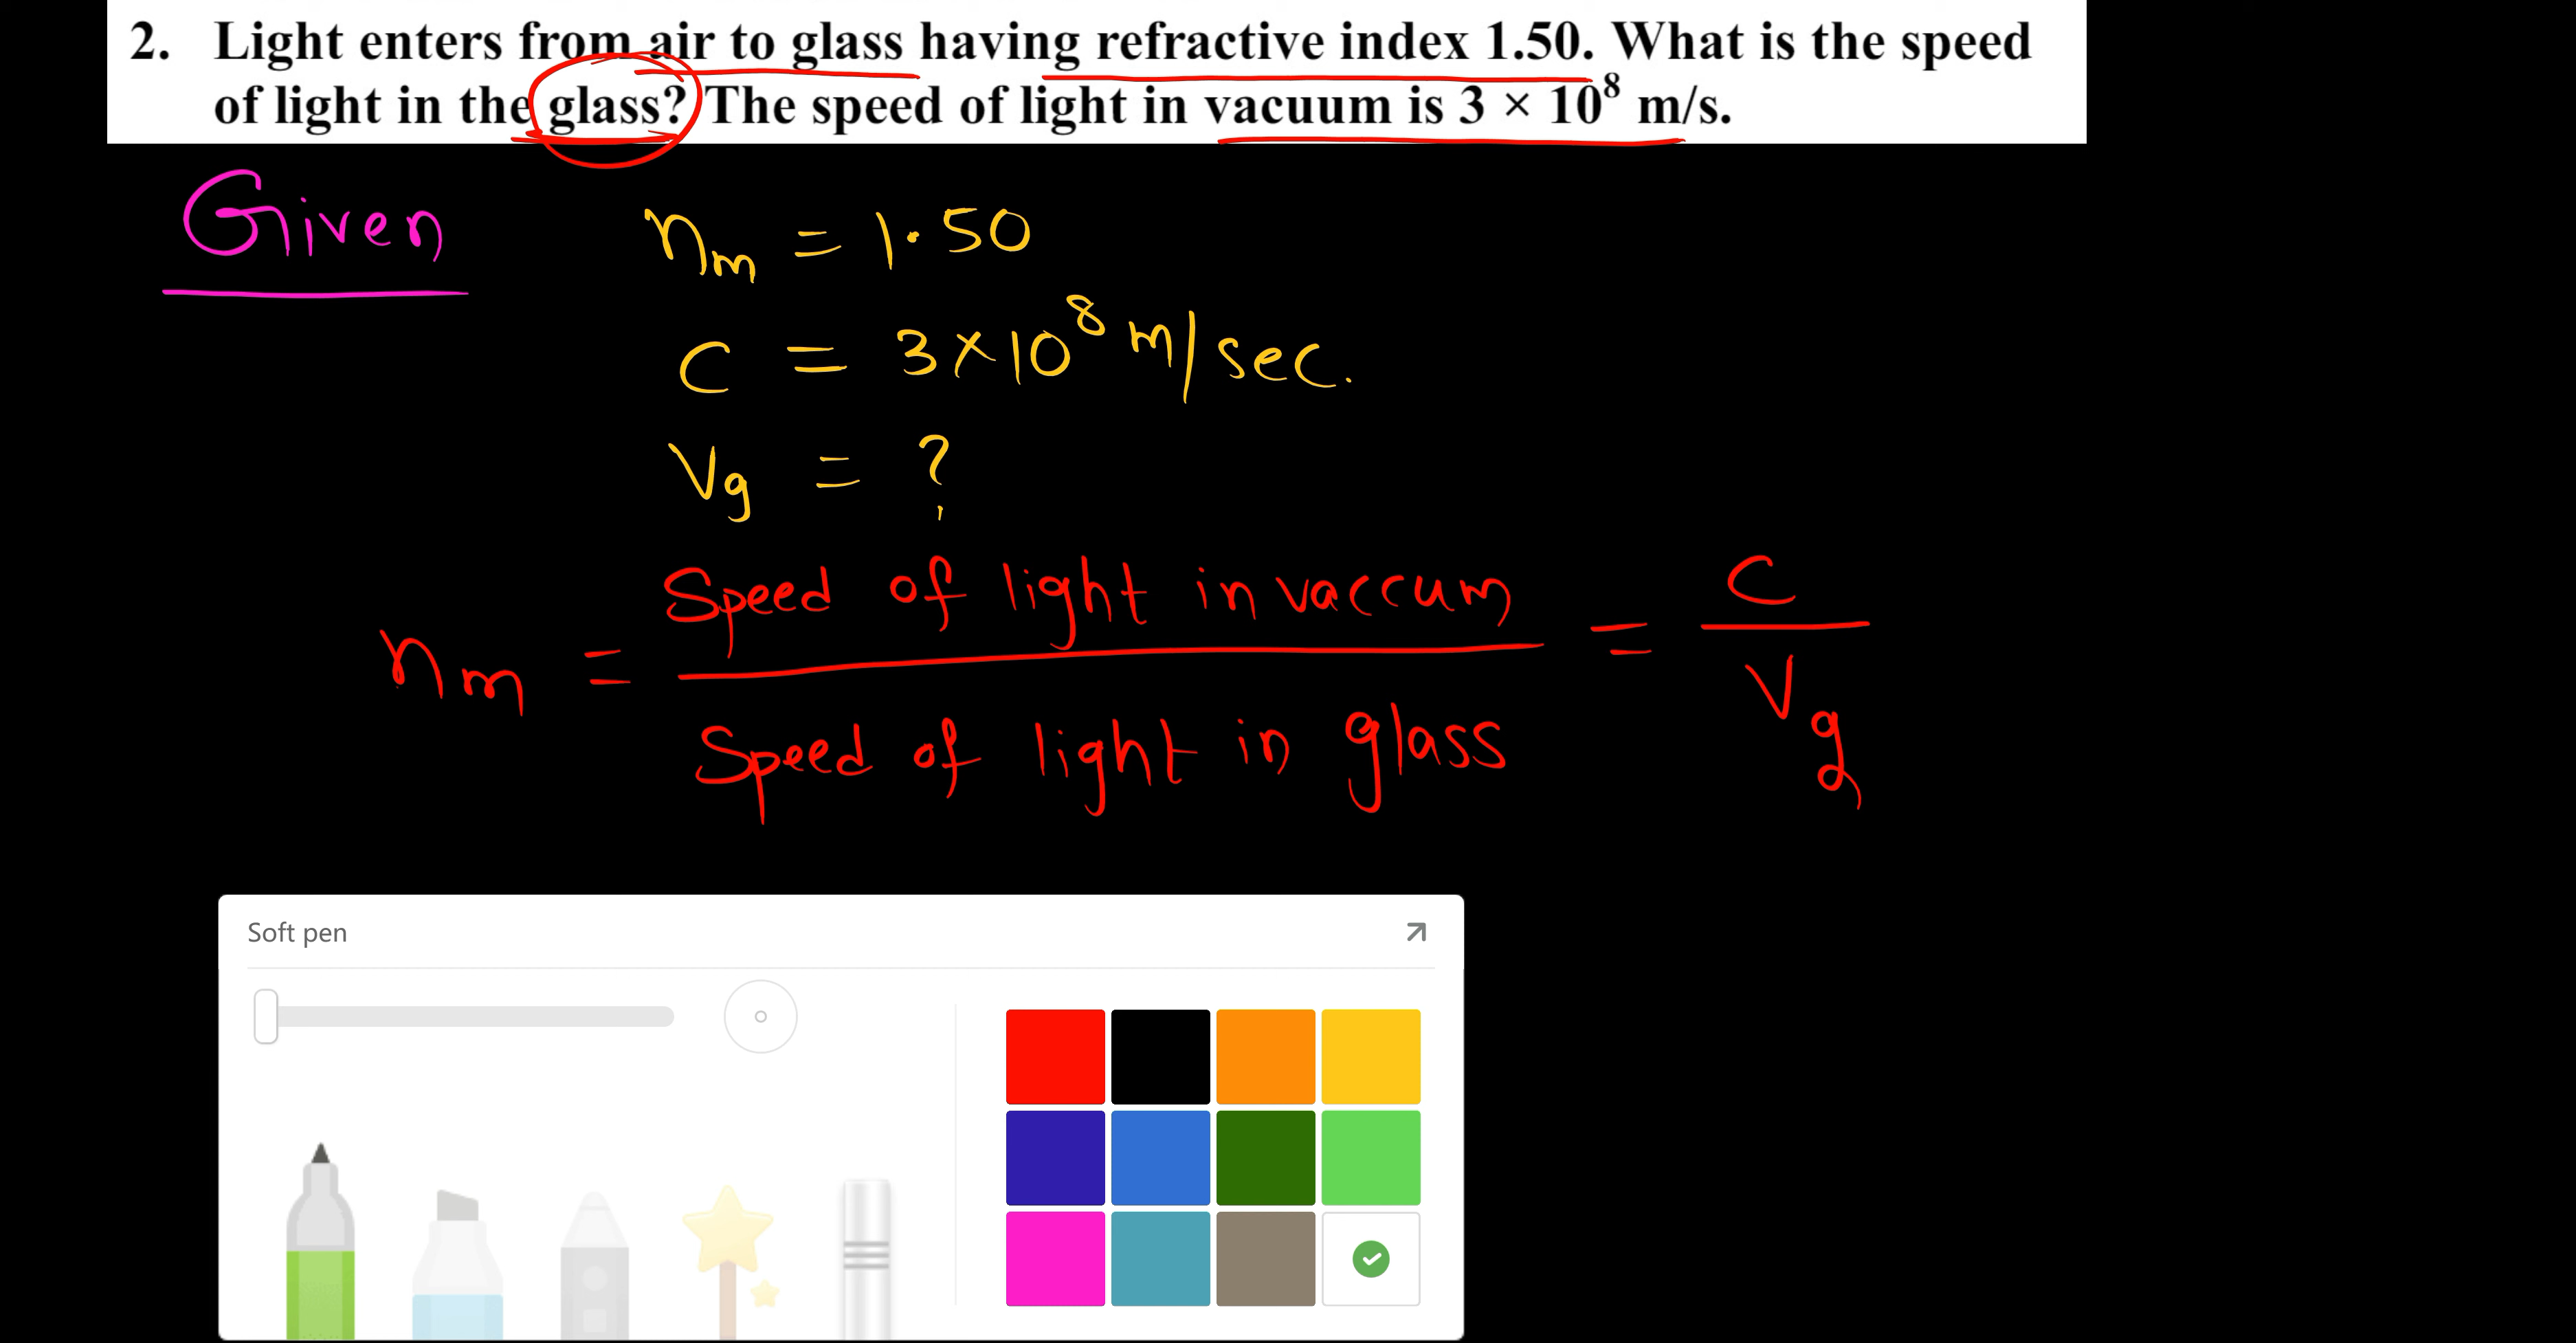 2. Light enters from air to glass having refractive index 1.50. What is the speed
of light in the glass? The speed of light in vacuum is 3 × 10⁸ m/s.
Given
nₘ = 1.50
C = 3×10⁸ m/sec.
Vg = ?
nₘ = Speed of light in vaccum / Speed of light in glass = C / Vg
Soft pen